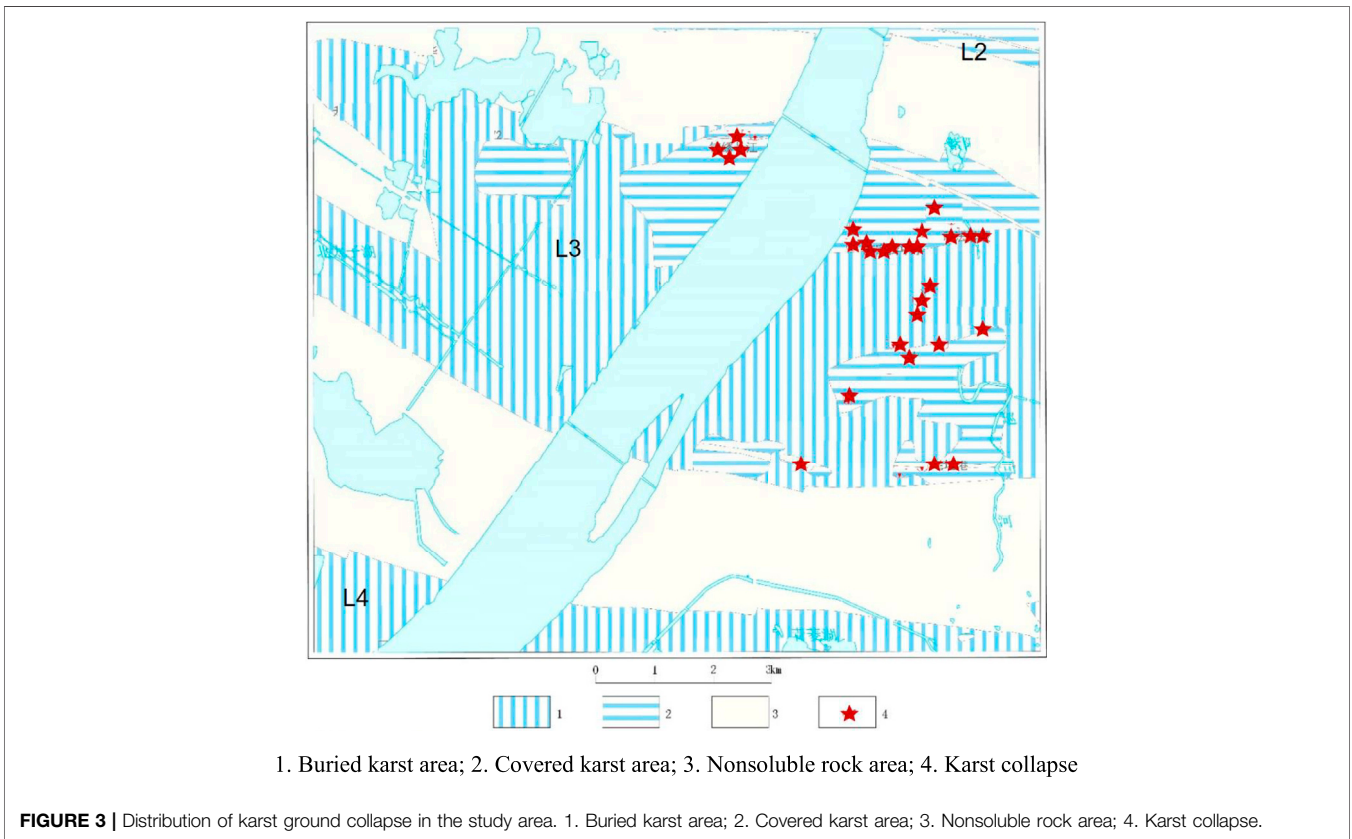 L2
'2
L3
L4
0 1 2 3km
1 2 3 4
1. Buried karst area; 2. Covered karst area; 3. Nonsoluble rock area; 4. Karst collapse
FIGURE 3 | Distribution of karst ground collapse in the study area. 1. Buried karst area; 2. Covered karst area; 3. Nonsoluble rock area; 4. Karst collapse.